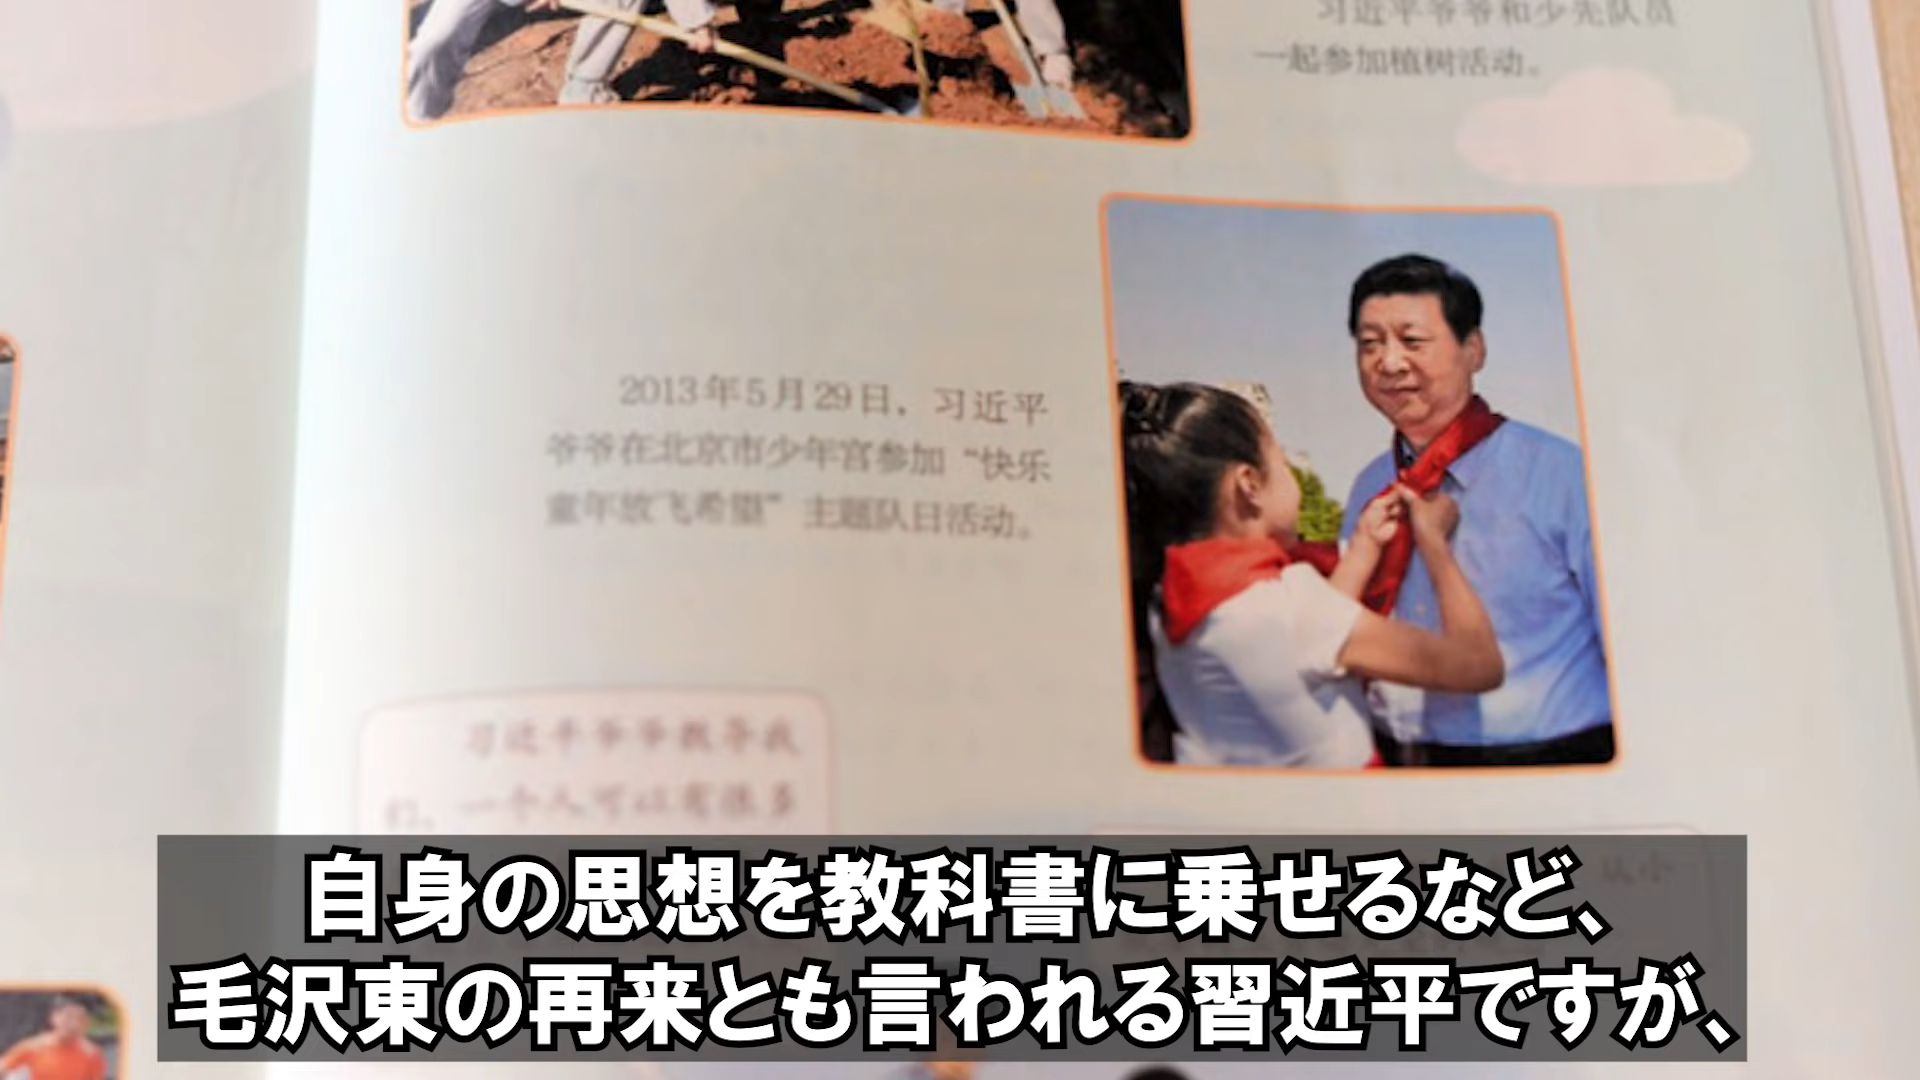 习近平爷爷和少先队员
一起参加植树活动。
2013年5月29日，习近平
爷爷在北京市少年宫参加“快乐
童年放飞希望”主题队日活动。
习近平爷爷教导我
们，一个人可以有很多
从小
自身の思想を教科書に乗せるなど、
毛沢東の再来とも言われる習近平ですが、